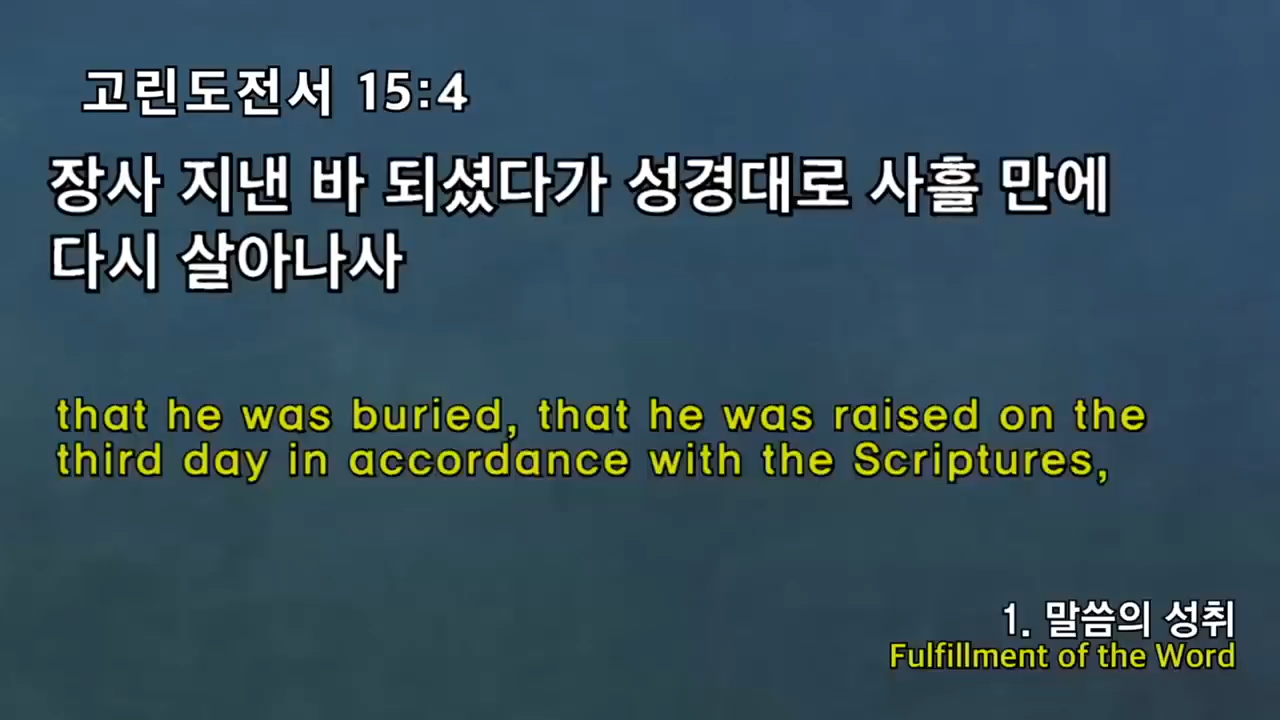 고린도전서 15:4
장사 지낸 바 되셨다가 성경대로 사흘 만에
다시 살아나사
that he was buried, that he was raised on the
third day in accordance with the Scriptures,
1. 말씀의 성취
Fulfillment of the Word